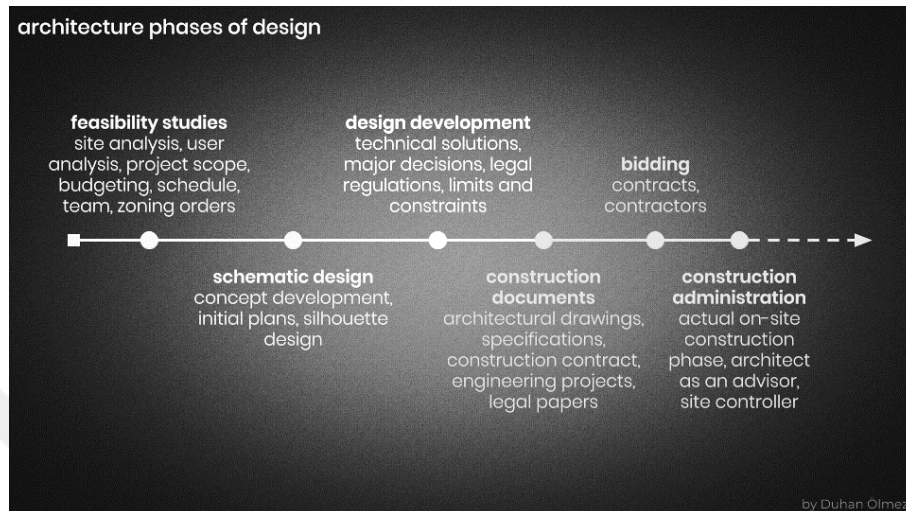 architecture phases of design
feasibility studies
site analysis, user
analysis, project scope,
budgeting, schedule,
team, zoning orders
schematic design
concept development,
initial plans, silhouette
design
design development
technical solutions,
major decisions, legal
regulations, limits and
constraints
construction
documents
architectural drawings,
specifications,
construction contract,
engineering projects,
legal papers
bidding
contracts,
contractors
construction
administration
actual on-site
construction
phase, architect
as an advisor,
site controller
by Duhan Ölmez